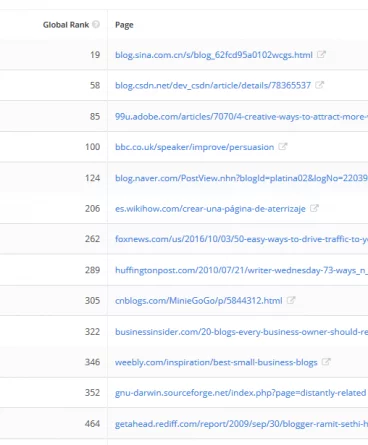 Global Rank Page
19 blog.sina.com.cn/s/blog_62fcd95a0102wcgs.html
58 blog.csdn.net/dev_csdn/article/details/78365537
85 99u.adobe.com/articles/7070/4-creative-ways-to-attract-more-
100 bbc.co.uk/speaker/improve/persuasion
124 blog.naver.com/PostView.nhn?blogId=platina02&logNo=22039
206 es.wikihow.com/crear-una-página-de-aterrizaje
262 foxnews.com/us/2016/10/03/50-easy-ways-to-drive-traffic-to-y
289 huffingtonpost.com/2010/07/21/writer-wednesday-73-ways_n_
305 cnblogs.com/MinieGoGo/p/5844312.html
322 businessinsider.com/20-blogs-every-business-owner-should-re
346 weebly.com/inspiration/best-small-business-blogs
352 gnu-darwin.sourceforge.net/index.php?page=distantly-related
464 getahead.rediff.com/report/2009/sep/30/blogger-ramit-sethi-h